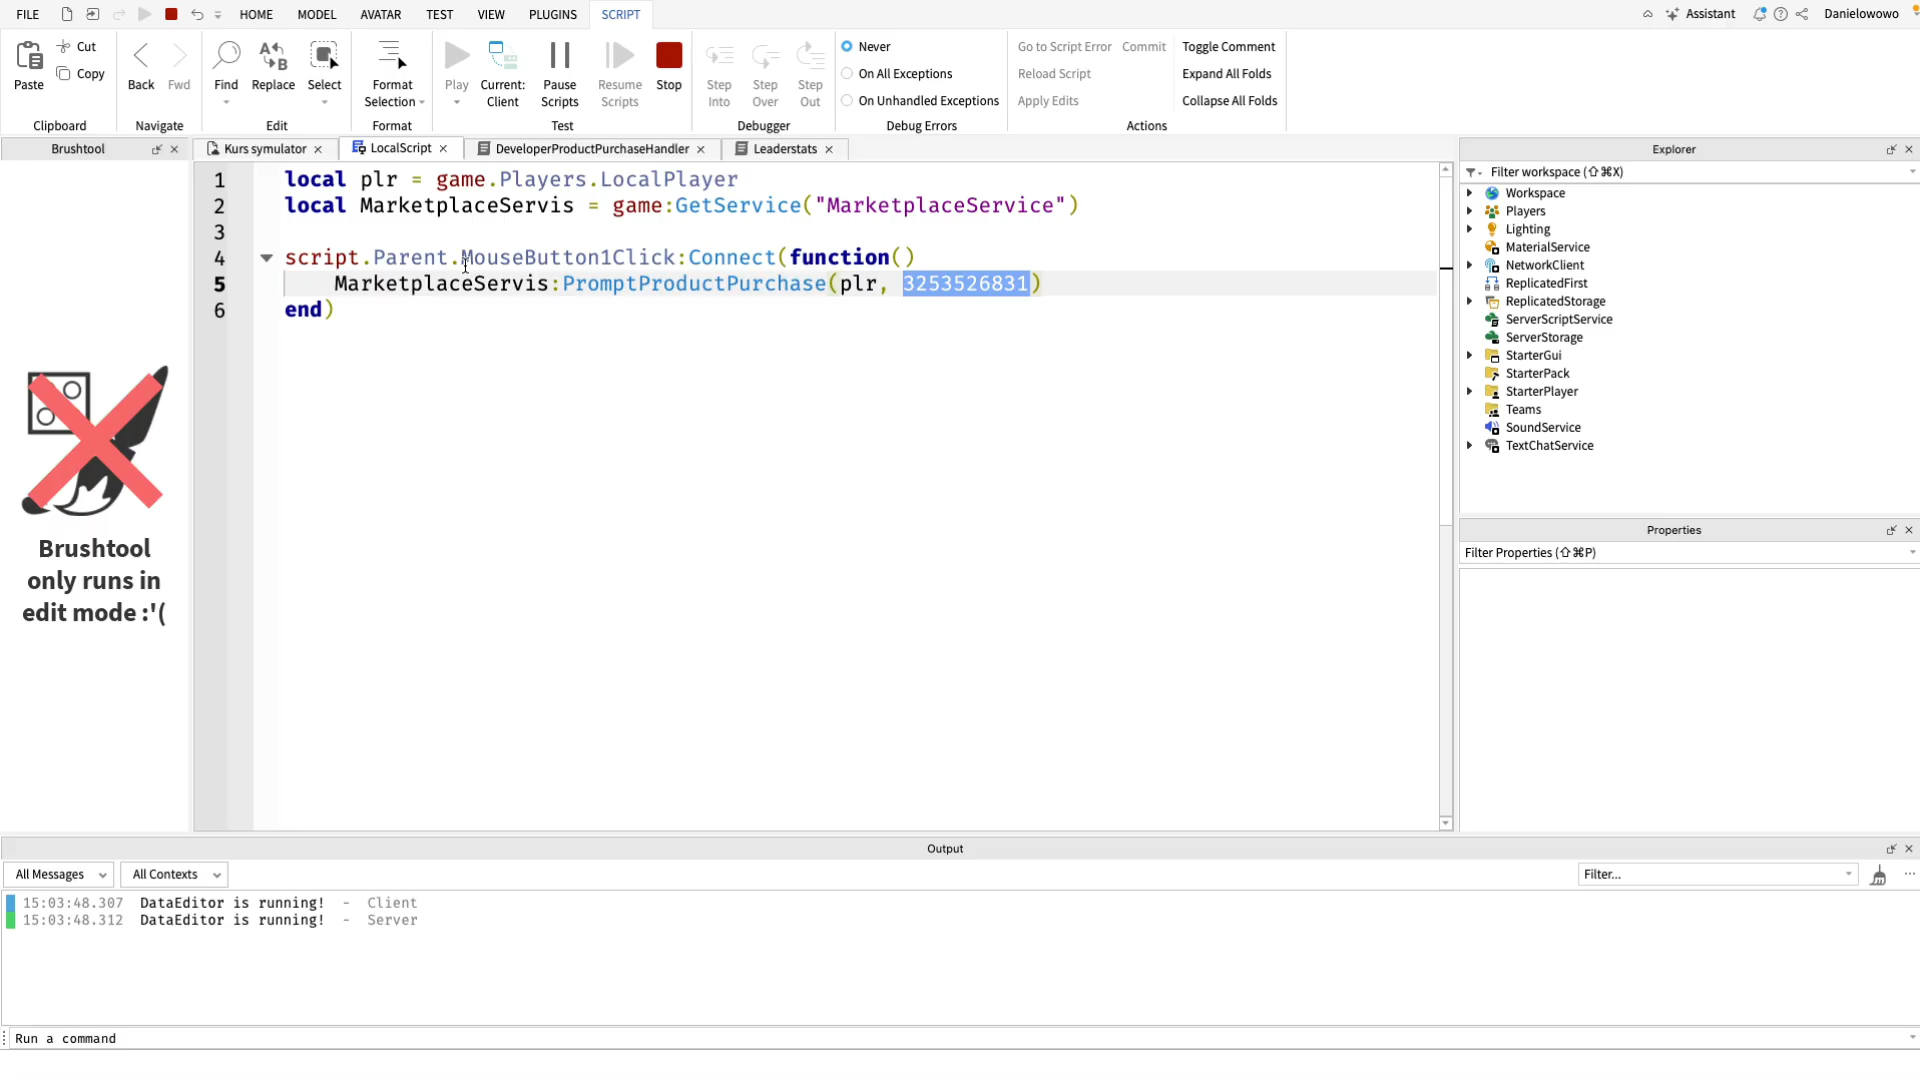 FILE HOME MODEL AVATAR TEST VIEW PLUGINS SCRIPT Assistant Danielowowo
Paste Cut Copy Back Fwd Find Replace Select Format Selection Play Current: Client Pause Scripts Resume Scripts Stop Step Into Step Over Step Out
Never Go to Script Error Commit Toggle Comment
On All Exceptions Reload Script Expand All Folds
On Unhandled Exceptions Apply Edits Collapse All Folds
Clipboard Navigate Edit Format Test Debugger Debug Errors Actions
Brushtool Kurs symulator LocalScript DeveloperProductPurchaseHandler Leaderstats Explorer
1 local plr = game.Players.LocalPlayer
2 local MarketplaceServis = game:GetService("MarketplaceService")
3
4 script.Parent.MouseButton1Click:Connect(function()
5 MarketplaceServis:PromptProductPurchase(plr, 3253526831)
6 end)
Brushtool
only runs in
edit mode :'(
Filter workspace (⇧⌘X)
Workspace
Players
Lighting
MaterialService
NetworkClient
ReplicatedFirst
ReplicatedStorage
ServerScriptService
ServerStorage
StarterGui
StarterPack
StarterPlayer
Teams
SoundService
TextChatService
Properties
Filter Properties (⇧⌘P)
Output
All Messages All Contexts Filter...
15:03:48.307 DataEditor is running! - Client
15:03:48.312 DataEditor is running! - Server
Run a command